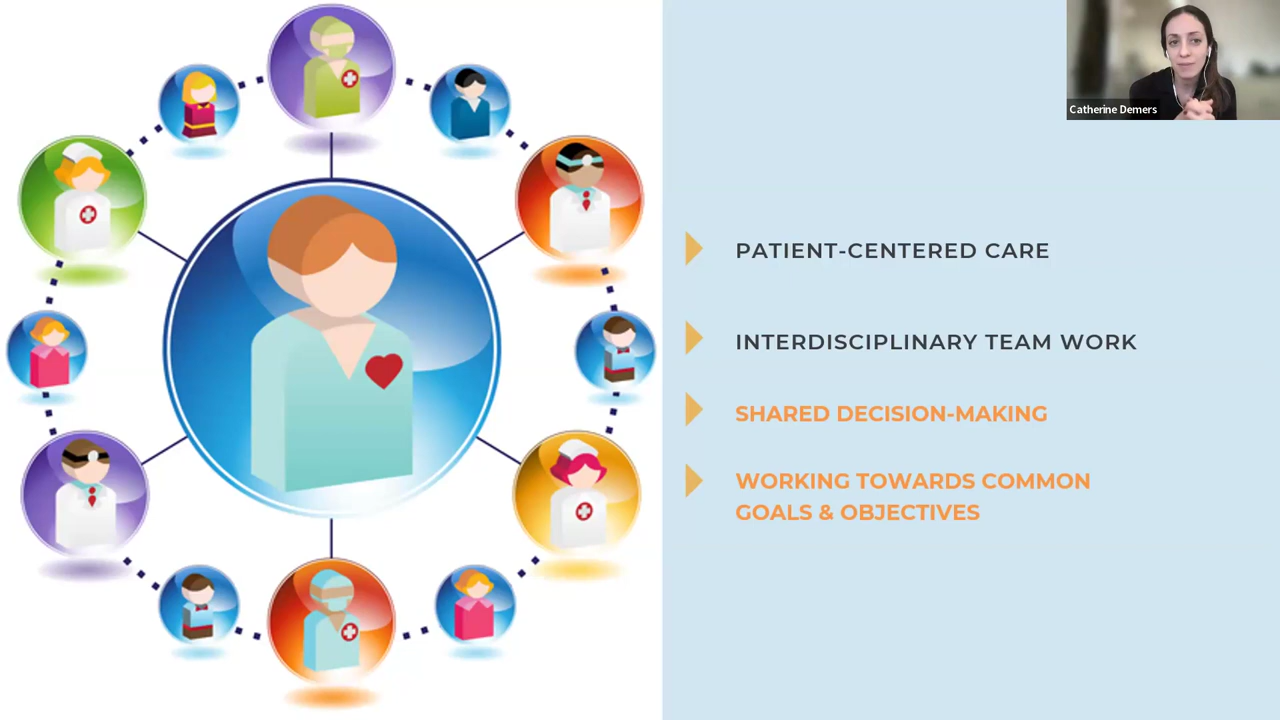 Catherine Demers
PATIENT-CENTERED CARE
INTERDISCIPLINARY TEAM WORK
SHARED DECISION-MAKING
WORKING TOWARDS COMMON
GOALS & OBJECTIVES